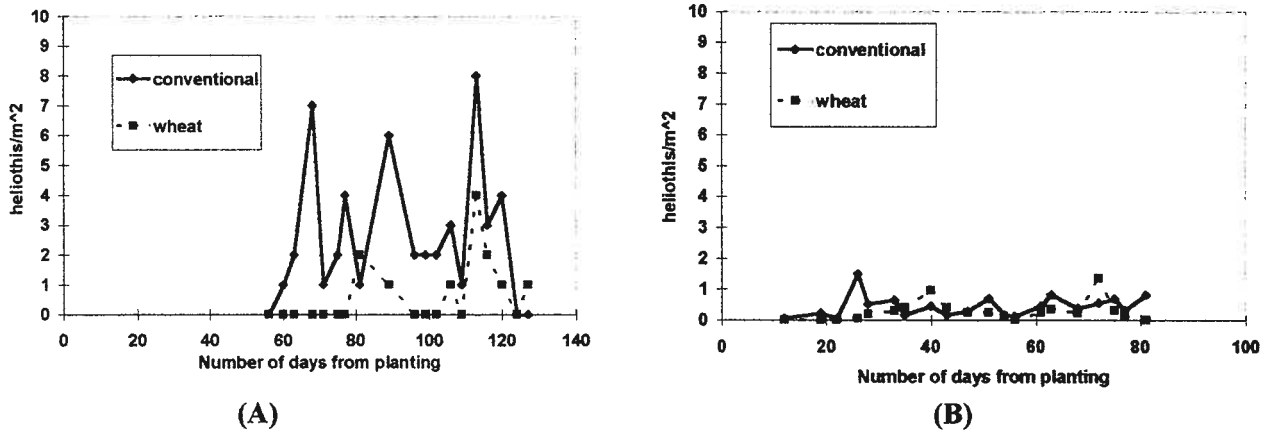 10
9
8
7
6
5
4
3
2
1
0
heliothis/m^2
conventional
wheat
0 20 40 60 80 100 120 140
Number of days from planting
(A)
10
9
8
7
6
5
4
3
2
1
0
heliothis/m^2
conventional
wheat
0 20 40 60 80 100
Number of days from planting
(B)